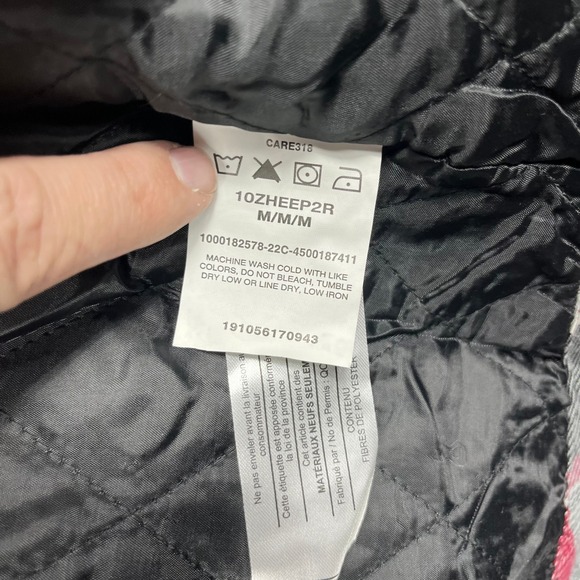 CARE318
10ZHEEP2R
M/M/M
1000182578-22C-4500187411
MACHINE WASH COLD WITH LIKE
COLORS, DO NOT BLEACH, TUMBLE
DRY LOW OR LINE DRY, LOW IRON
191056170943
Ne pas enlever avant la livraison au
consommateur
Cette étiquette est apposée conformé
la loi de la province
Cet article contient des
MATÉRIAUX NEUFS SEULEM
Fabriqué par / No de Permis : QC
CONTENU
FIBRES DE POLYESTER